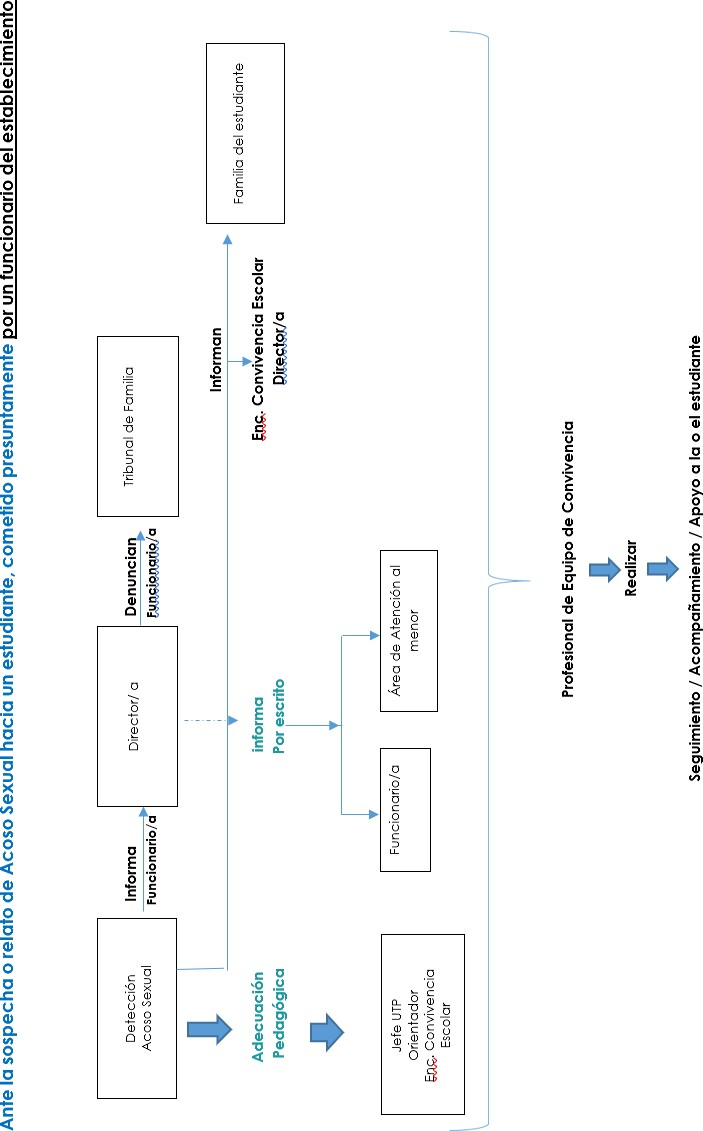 Ante la sospecha o relato de Acoso Sexual hacia un estudiante, cometido presuntamente por un funcionario del establecimiento
Detección
Acoso Sexual
Informa
Funcionario/a
Director/ a
Denuncian
Funcionario/a
Tribunal de Familia
Informan
Enc. Convivencia Escolar
Director/a
Familia del estudiante
Adecuación
Pedagógica
informa
Por escrito
Jefe UTP
Orientador
Enc. Convivencia
Escolar
Funcionario/a
Área de Atención al
menor
Profesional de Equipo de Convivencia
Realizar
Seguimiento / Acompañamiento / Apoyo a la o el estudiante